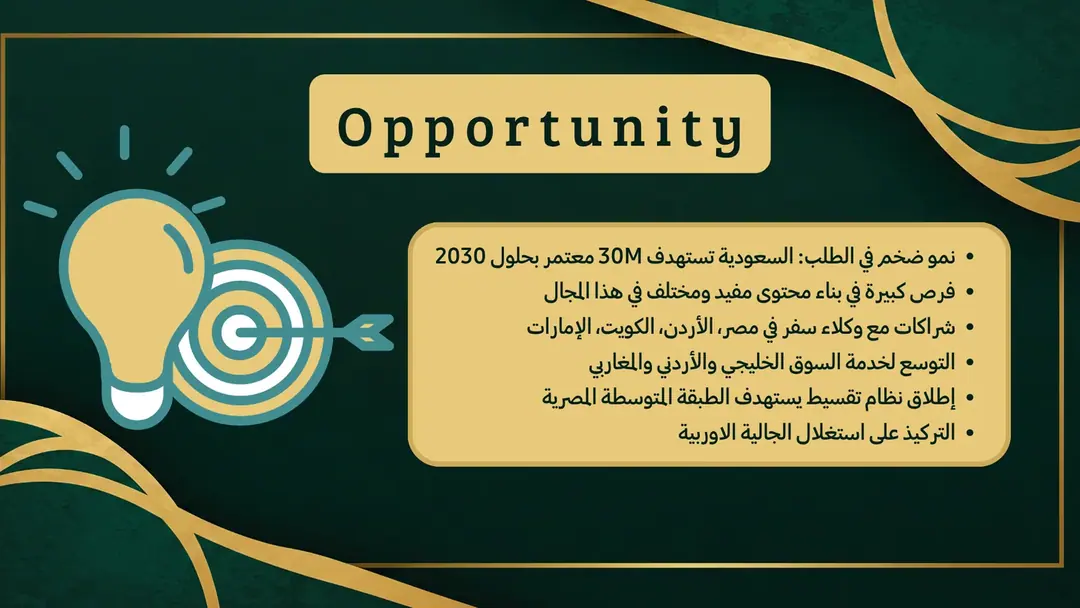 Opportunity
• نمو ضخم في الطلب: السعودية تستهدف 30M معتمر بحلول 2030
• فرص كبيرة في بناء محتوى مفيد ومختلف في هذا المجال
• شراكات مع وكلاء سفر في مصر، الأردن، الكويت، الإمارات
• التوسع لخدمة السوق الخليجي والأردني والمغاربي
• إطلاق نظام تقسيط يستهدف الطبقة المتوسطة المصرية
• التركيذ على استغلال الجالية الاوربية